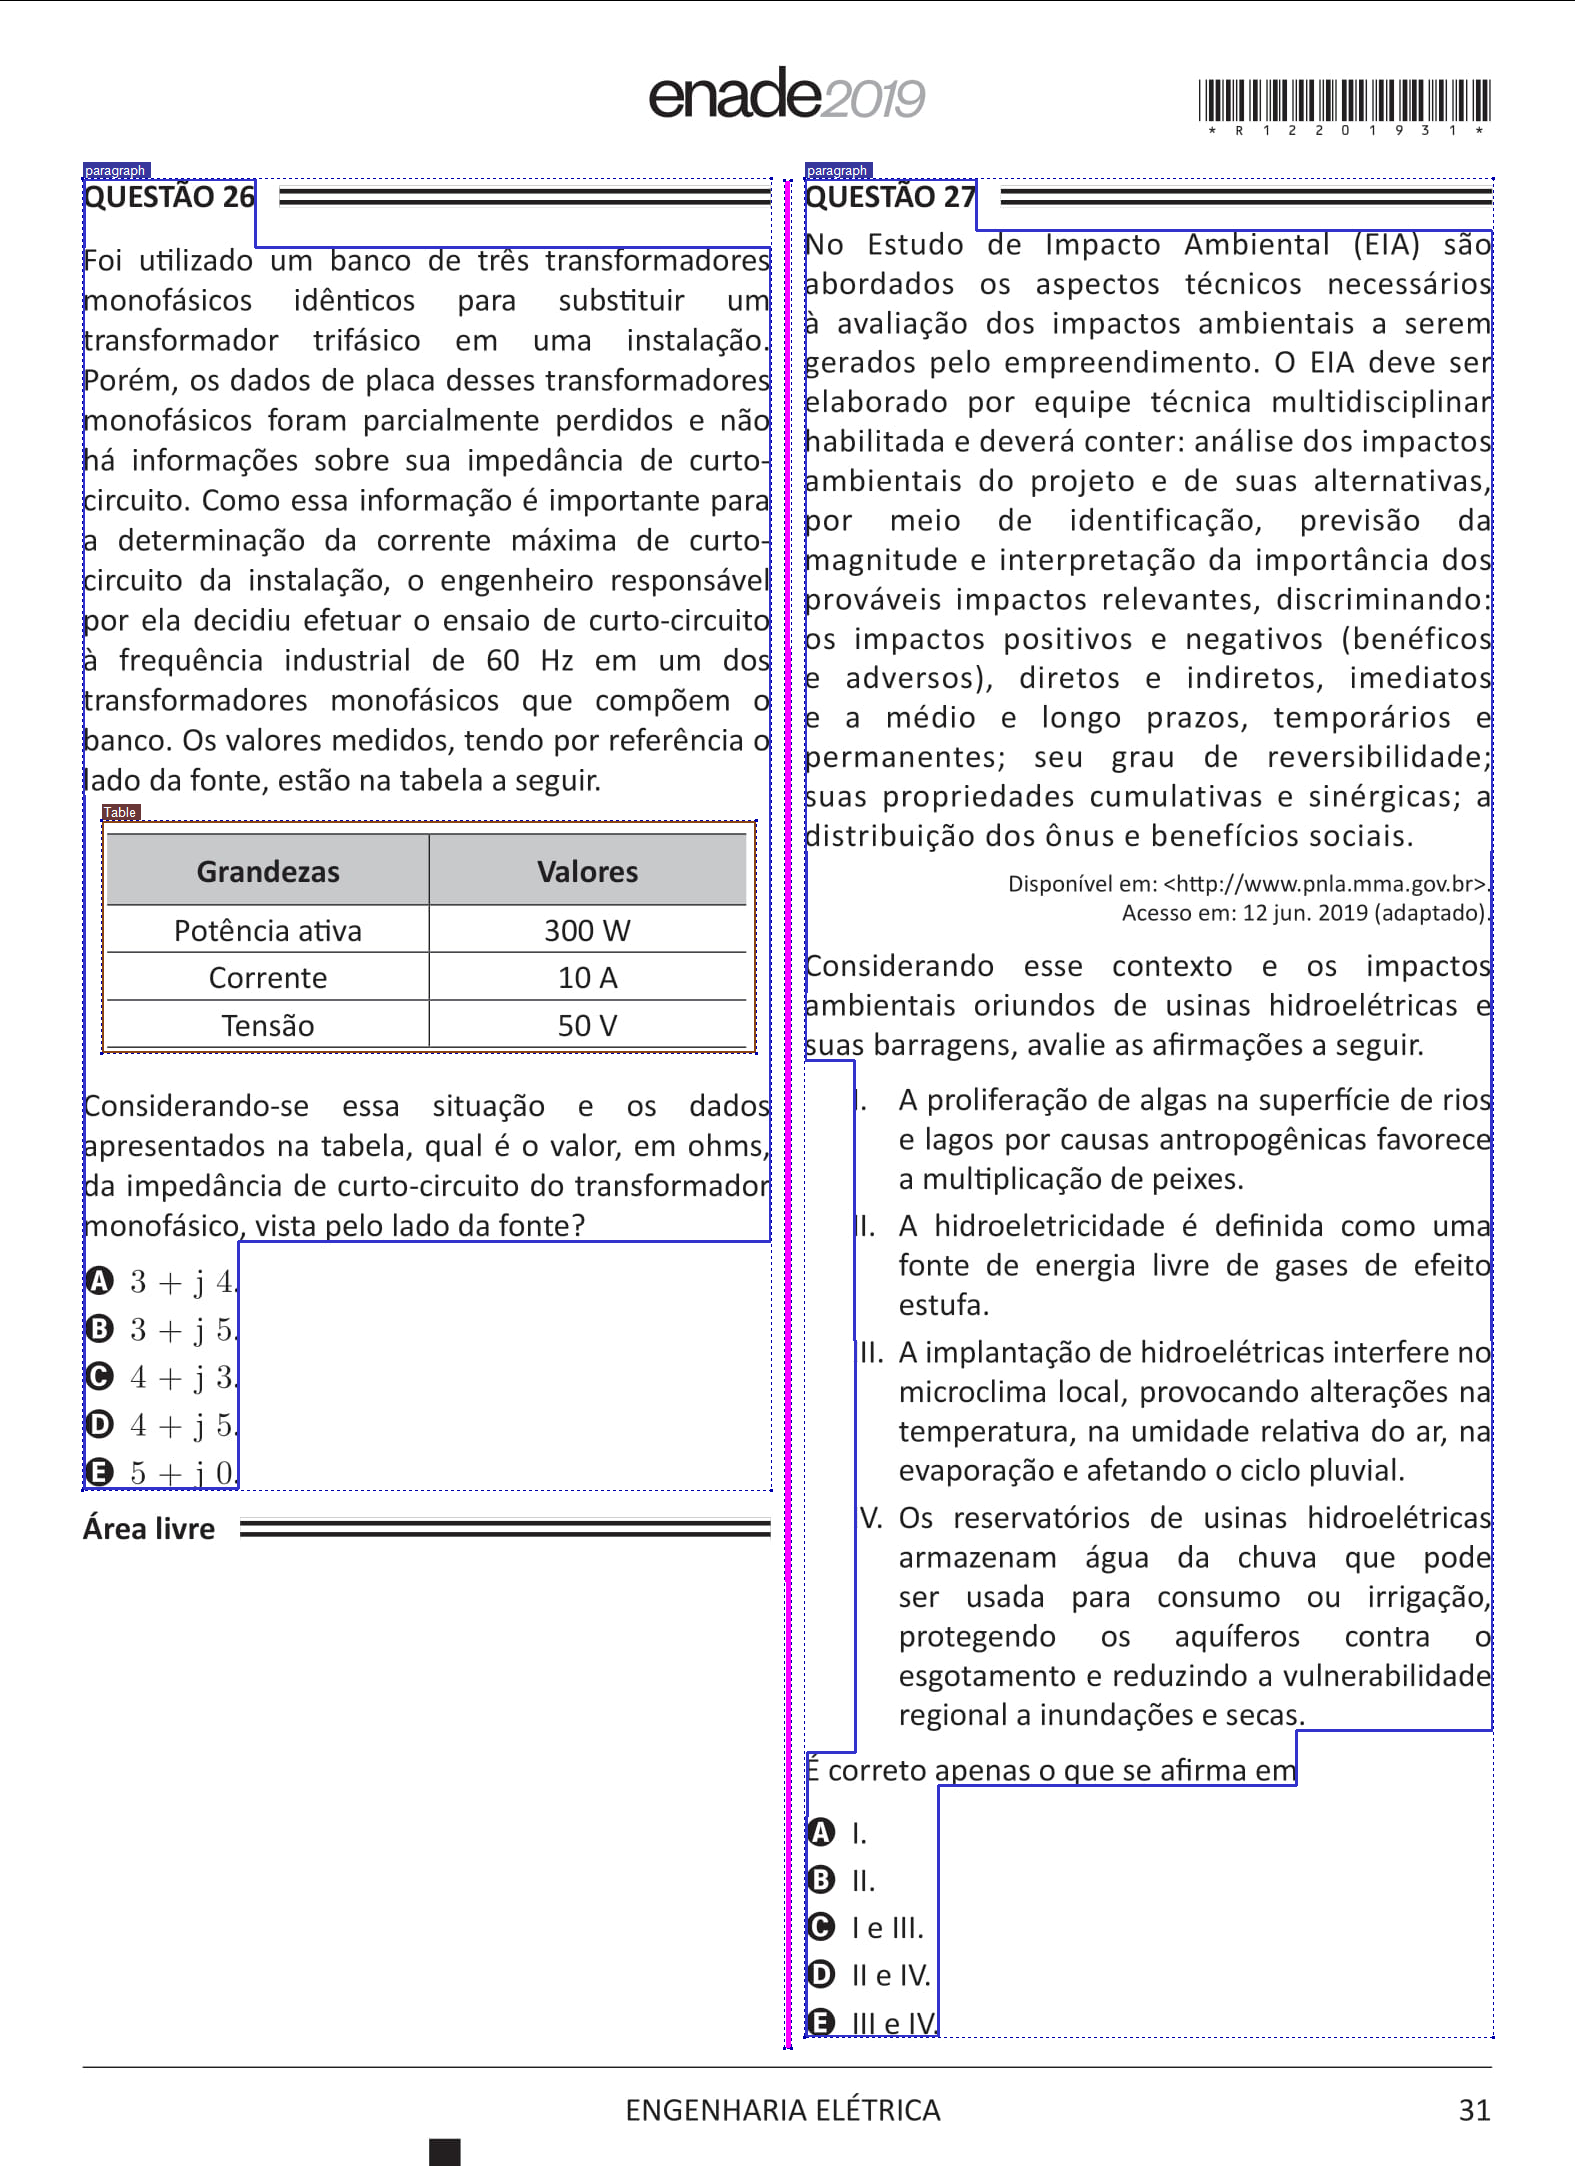 enade2019
*R12201931*
paragraph
QUESTÃO 26
Foi utilizado um banco de três transformadores
monofásicos idênticos para substituir um
transformador trifásico em uma instalação.
Porém, os dados de placa desses transformadores
monofásicos foram parcialmente perdidos e não
há informações sobre sua impedância de curto-
circuito. Como essa informação é importante para
a determinação da corrente máxima de curto-
circuito da instalação, o engenheiro responsável
por ela decidiu efetuar o ensaio de curto-circuito
à frequência industrial de 60 Hz em um dos
transformadores monofásicos que compõem o
banco. Os valores medidos, tendo por referência o
lado da fonte, estão na tabela a seguir.
Table
Grandezas Valores
Potência ativa 300 W
Corrente 10 A
Tensão 50 V
Considerando-se essa situação e os dados
apresentados na tabela, qual é o valor, em ohms,
da impedância de curto-circuito do transformador
monofásico, vista pelo lado da fonte?
A 3 + j 4.
B 3 + j 5.
C 4 + j 3.
D 4 + j 5.
E 5 + j 0.
Área livre
paragraph
QUESTÃO 27
No Estudo de Impacto Ambiental (EIA) são
abordados os aspectos técnicos necessários
à avaliação dos impactos ambientais a serem
gerados pelo empreendimento. O EIA deve ser
elaborado por equipe técnica multidisciplinar
habilitada e deverá conter: análise dos impactos
ambientais do projeto e de suas alternativas,
por meio de identificação, previsão da
magnitude e interpretação da importância dos
prováveis impactos relevantes, discriminando:
os impactos positivos e negativos (benéficos
e adversos), diretos e indiretos, imediatos
e a médio e longo prazos, temporários e
permanentes; seu grau de reversibilidade;
suas propriedades cumulativas e sinérgicas; a
distribuição dos ônus e benefícios sociais.
Disponível em: <http://www.pnla.mma.gov.br>.
Acesso em: 12 jun. 2019 (adaptado).
Considerando esse contexto e os impactos
ambientais oriundos de usinas hidroelétricas e
suas barragens, avalie as afirmações a seguir.
I. A proliferação de algas na superfície de rios
e lagos por causas antropogênicas favorece
a multiplicação de peixes.
II. A hidroeletricidade é definida como uma
fonte de energia livre de gases de efeito
estufa.
III. A implantação de hidroelétricas interfere no
microclima local, provocando alterações na
temperatura, na umidade relativa do ar, na
evaporação e afetando o ciclo pluvial.
IV. Os reservatórios de usinas hidroelétricas
armazenam água da chuva que pode
ser usada para consumo ou irrigação,
protegendo os aquíferos contra o
esgotamento e reduzindo a vulnerabilidade
regional a inundações e secas.
É correto apenas o que se afirma em
A I.
B II.
C I e III.
D II e IV.
E III e IV.
ENGENHARIA ELÉTRICA 31